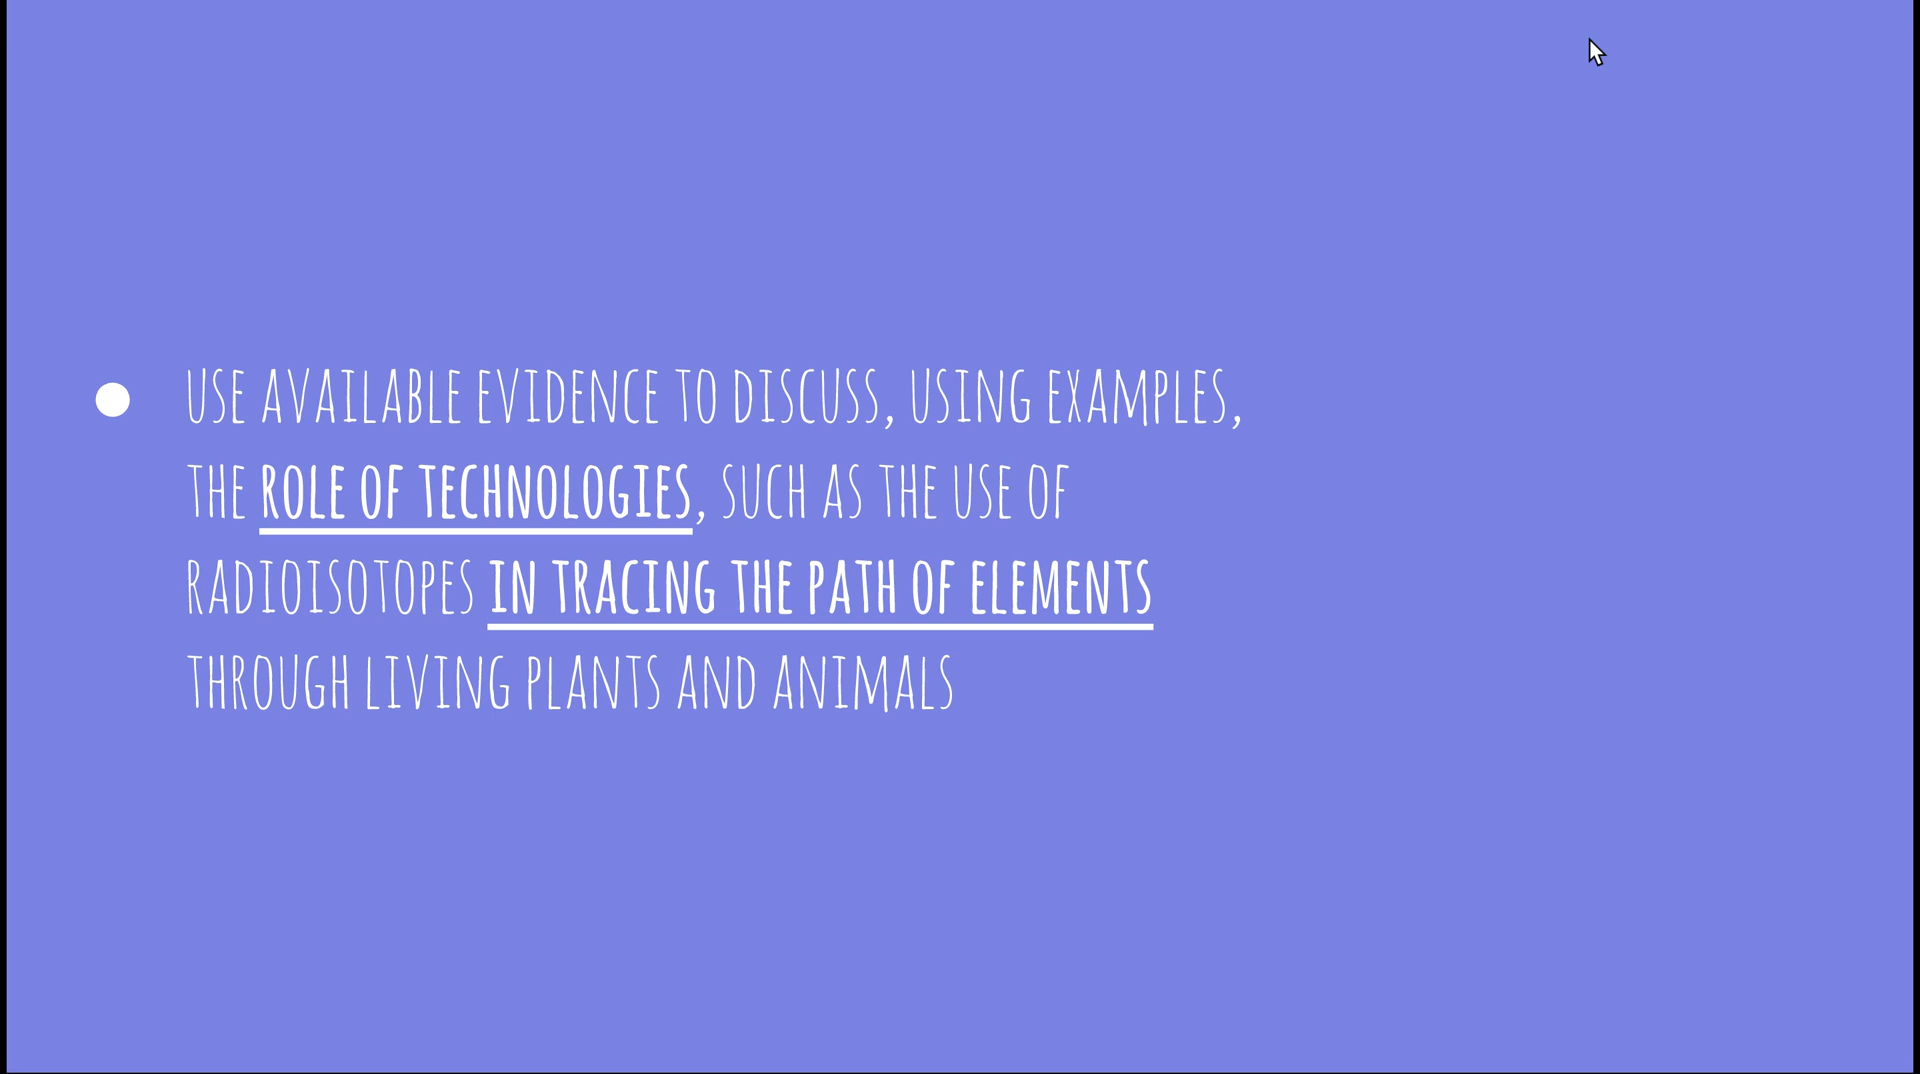 USE AVAILABLE EVIDENCE TO DISCUSS, USING EXAMPLES,
THE ROLE OF TECHNOLOGIES, SUCH AS THE USE OF
RADIOISOTOPES IN TRACING THE PATH OF ELEMENTS
THROUGH LIVING PLANTS AND ANIMALS